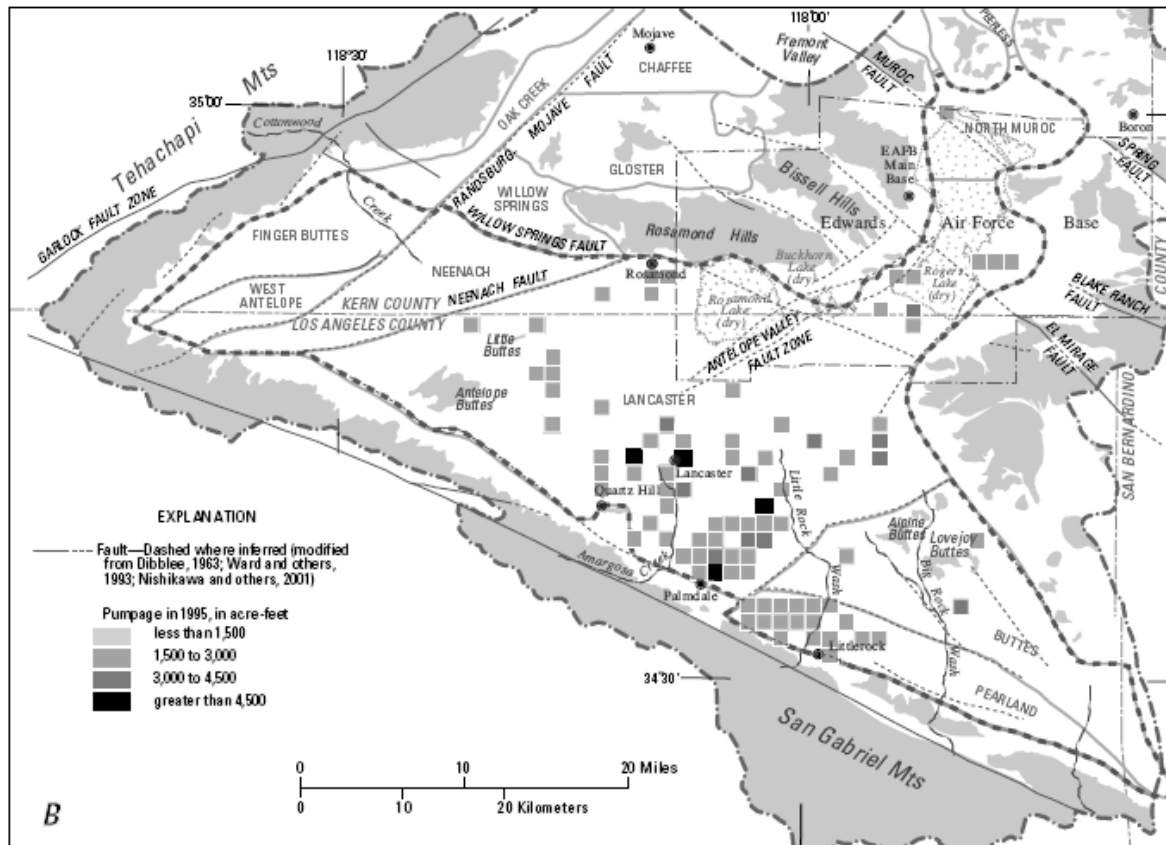 118°00'
118°30'
Mojave
Fremont
Valley
PEERLESS
CHAFFEE
MUROC
FAULT
35°00'
Tehachapi Mts
Cottonwood
Creek
OAK CREEK
RANDSBURG-MOJAVE FAULT
NORTH MUROC
Boron
SPRING
FAULT
EAFB
Main
Base
GARLOCK FAULT ZONE
GLOSTER
Bissell Hills
WILLOW
SPRINGS
Edwards
Air Force
Base
COUNTY
FINGER BUTTES
WILLOW SPRINGS FAULT
Rosamond Hills
NEENACH
Rosamond
Buckhorn
Lake
(dry)
Rogers
Lake
(dry)
BLAKE RANCH
FAULT
WEST
ANTELOPE
KERN COUNTY
NEENACH FAULT
LOS ANGELES COUNTY
Rosamond
Lake
(dry)
ANTELOPE VALLEY
FAULT ZONE
EL MIRAGE
FAULT
Little
Buttes
Antelope
Buttes
LANCASTER
SAN BERNARDINO
Lancaster
Quartz Hill
Little Rock
Wash
Alpine
Buttes
Lovejoy
Buttes
Big Rock
Wash
Amargosa Creek
Palmdale
Littlerock
BUTTES
PEARLAND
34°30'
San Gabriel Mts
EXPLANATION
Fault—Dashed where inferred (modified
from Dibblee, 1963; Ward and others,
1993; Nishikawa and others, 2001)
Pumpage in 1995, in acre-feet
less than 1,500
1,500 to 3,000
3,000 to 4,500
greater than 4,500
0 10 20 Miles
0 10 20 Kilometers
B